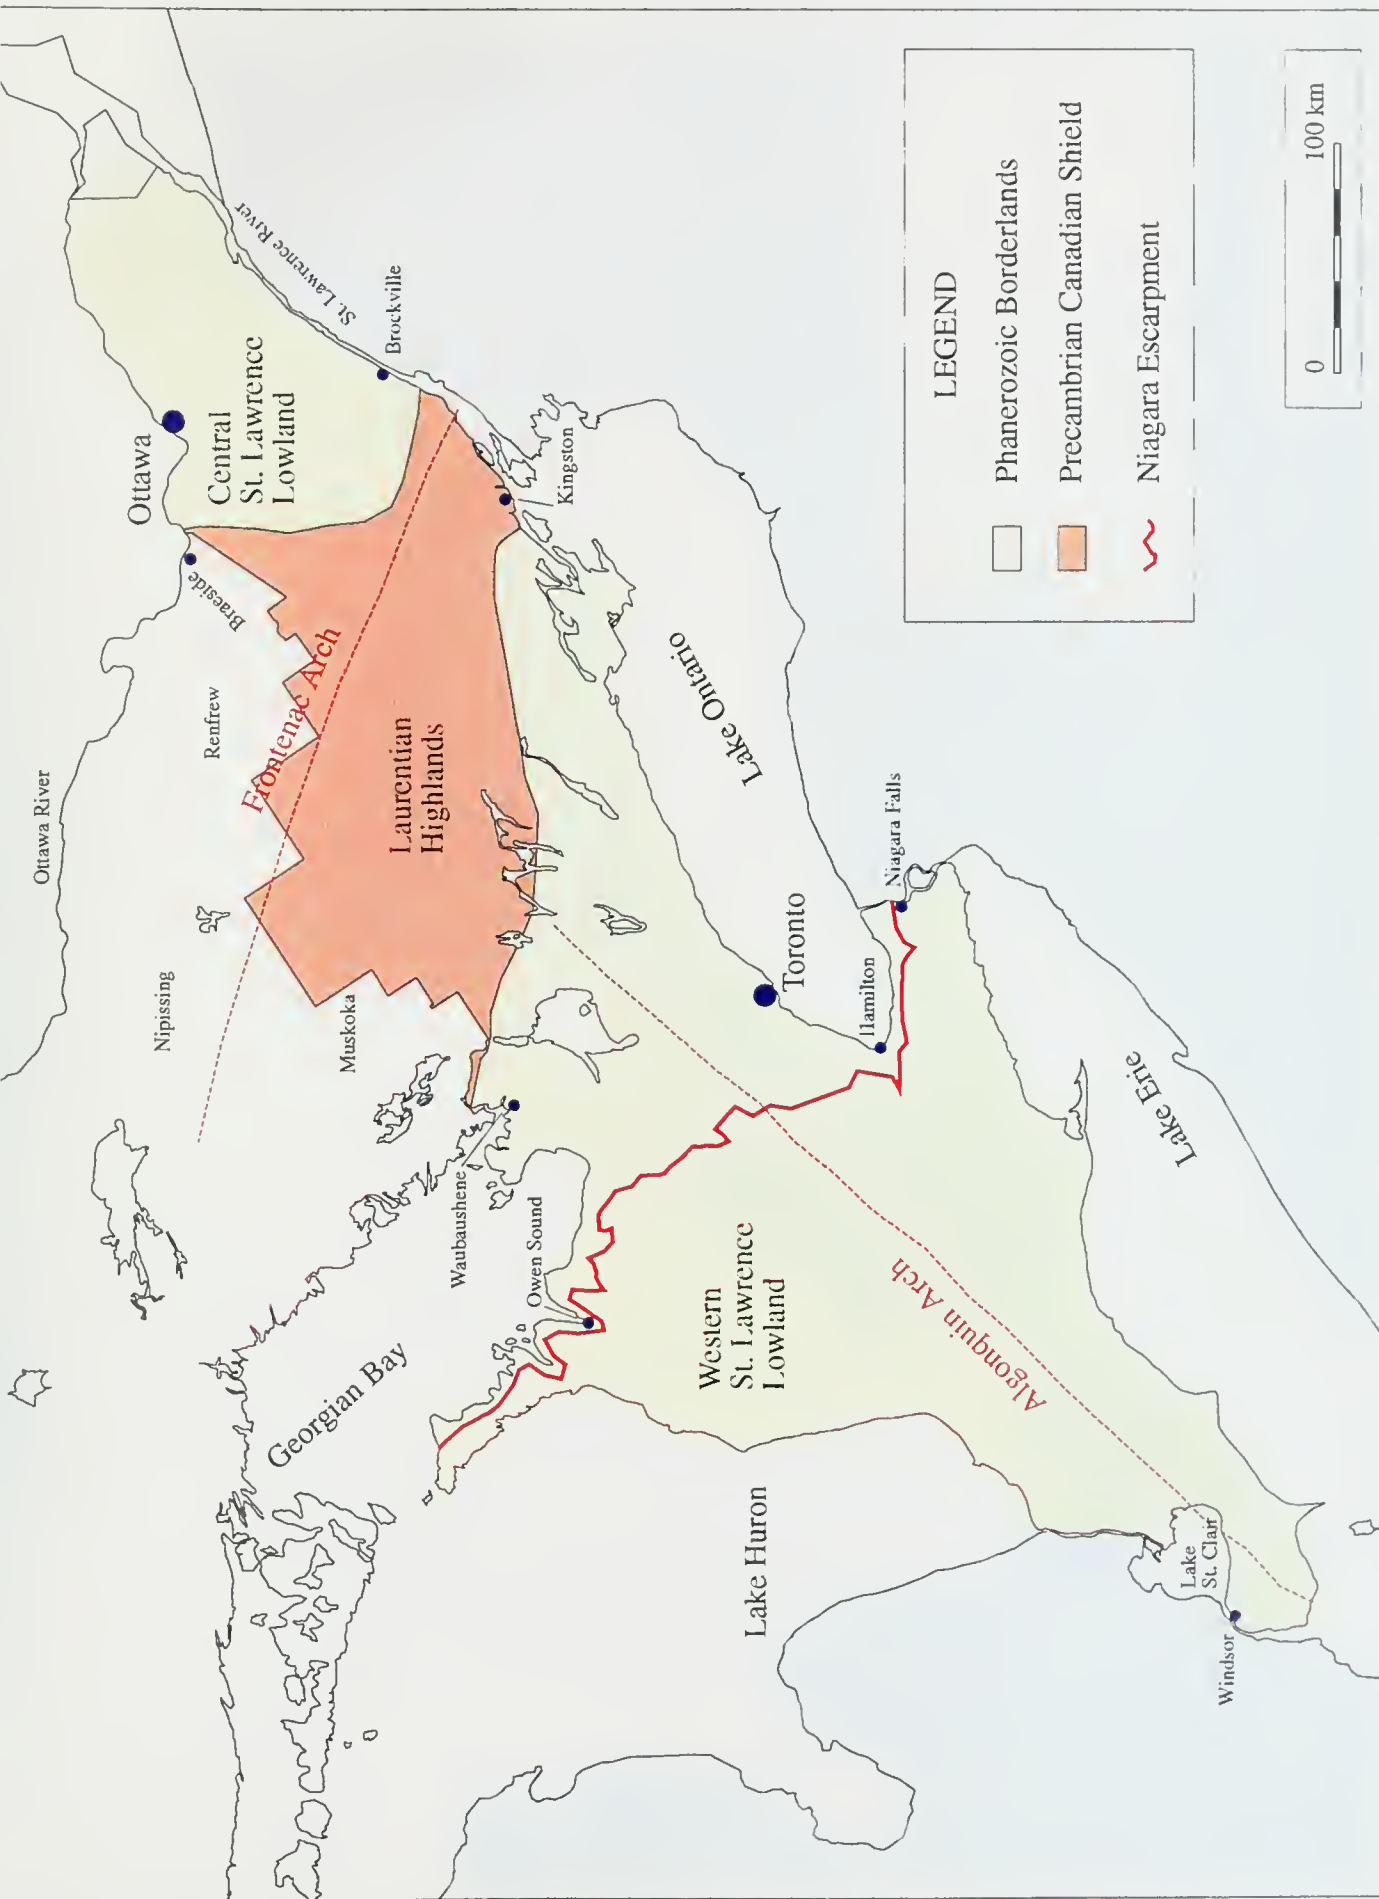 Ottawa River
Nipissing
Renfrew
Braeside
Ottawa
Central
St. Lawrence
Lowland
St. Lawrence River
Brockville
Frontenac Arch
Muskoka
Laurentian
Highlands
Kingston
Georgian Bay
Waubaushene
Owen Sound
Lake Ontario
Toronto
Western
St. Lawrence
Lowland
Lake Huron
Hamilton
Niagara Falls
Algonquin Arch
Lake Erie
Lake
St. Clair
Windsor
LEGEND
Phanerozoic Borderlands
Precambrian Canadian Shield
Niagara Escarpment
0 100 km